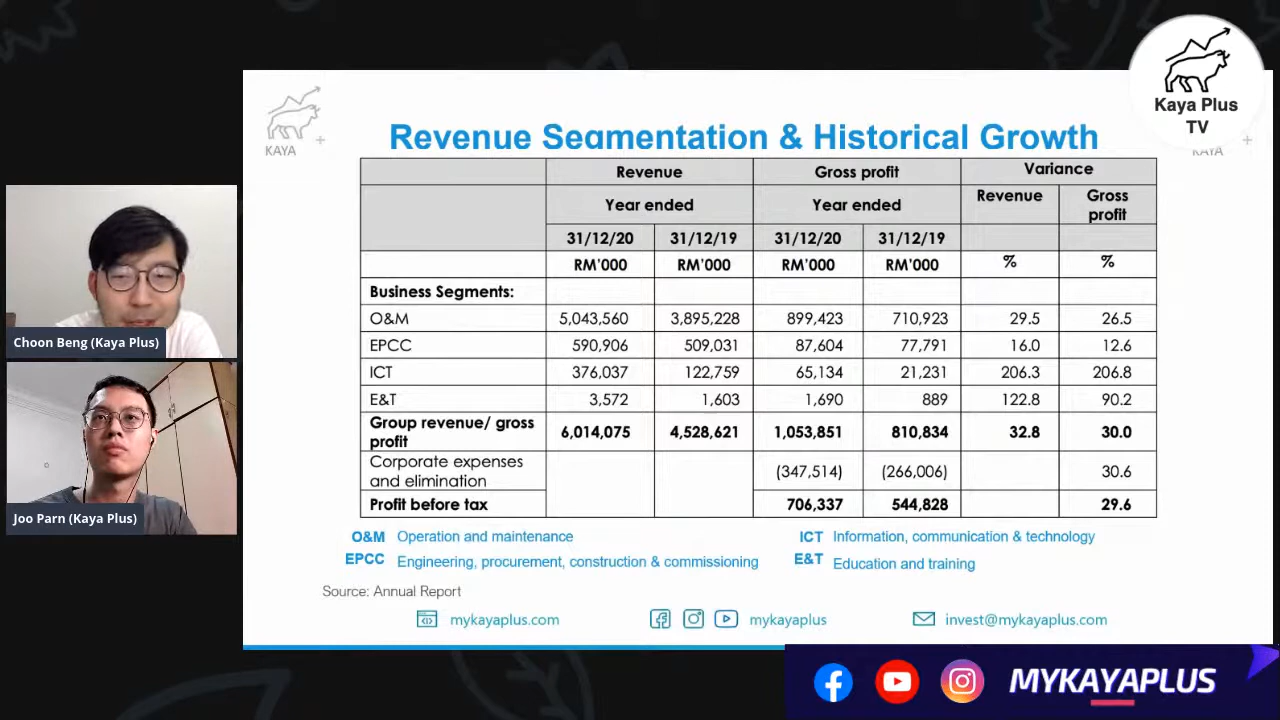 Kaya Plus
TV
KAYA
KAYA
Revenue Segmentation & Historical Growth
Revenue Gross profit Variance
Year ended Year ended Revenue Gross
profit
31/12/20 31/12/19 31/12/20 31/12/19
RM'000 RM'000 RM'000 RM'000 % %
Business Segments:
O&M 5,043,560 3,895,228 899,423 710,923 29.5 26.5
EPCC 590,906 509,031 87,604 77,791 16.0 12.6
ICT 376,037 122,759 65,134 21,231 206.3 206.8
E&T 3,572 1,603 1,690 889 122.8 90.2
Group revenue/ gross
profit 6,014,075 4,528,621 1,053,851 810,834 32.8 30.0
Corporate expenses
and elimination (347,514) (266,006) 30.6
Profit before tax 706,337 544,828 29.6
O&M Operation and maintenance ICT Information, communication & technology
EPCC Engineering, procurement, construction & commissioning E&T Education and training
Source: Annual Report
mykayaplus.com mykayaplus invest@mykayaplus.com
Choon Beng (Kaya Plus)
Joo Parn (Kaya Plus)
MYKAYAPLUS